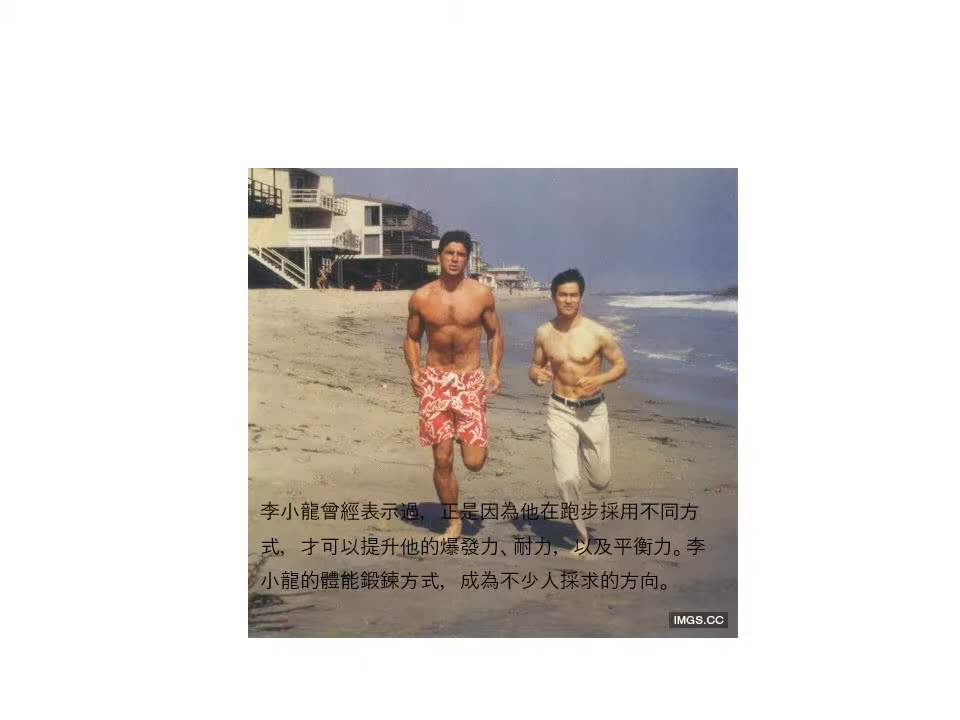 李小龍曾經表示過，正是因為他在跑步採用不同方
式，才可以提升他的爆發力、耐力，以及平衡力。李
小龍的體能鍛鍊方式，成為不少人採求的方向。
IMGS.CC